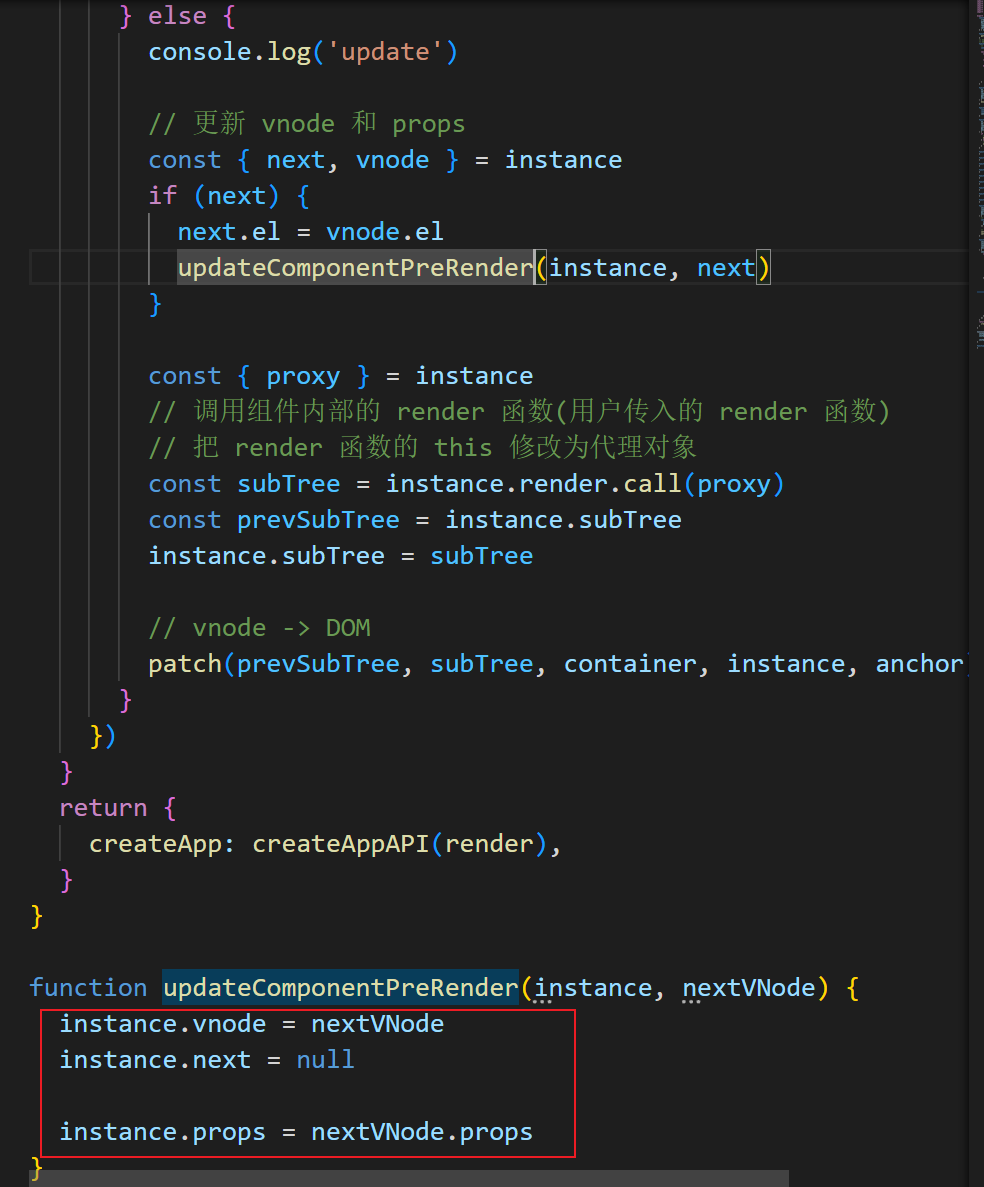 } else {
console.log('update')
// 更新 vnode 和 props
const { next, vnode } = instance
if (next) {
next.el = vnode.el
updateComponentPreRender(instance, next)
}
const { proxy } = instance
// 调用组件内部的 render 函数(用户传入的 render 函数)
// 把 render 函数的 this 修改为代理对象
const subTree = instance.render.call(proxy)
const prevSubTree = instance.subTree
instance.subTree = subTree
// vnode -> DOM
patch(prevSubTree, subTree, container, instance, anchor)
}
})
}
return {
createApp: createAppAPI(render),
}
}
function updateComponentPreRender(instance, nextVNode) {
instance.vnode = nextVNode
instance.next = null
instance.props = nextVNode.props
}